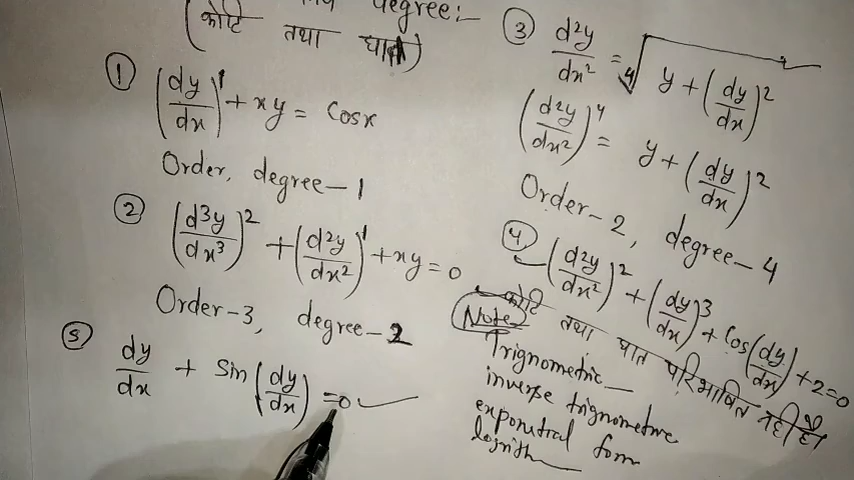 degree:-
(कोटि तथा घात)
① (dy/dx)¹ + xy = Cosx
Order, degree-1
② (d³y/dx³)² + (d²y/dx²)¹ + xy = 0
Order-3, degree-2
⑤ dy/dx + Sin(dy/dx) = 0
③ d²y/dx² = ⁴√(y + (dy/dx)²)
(d²y/dx²)⁴ = y + (dy/dx)²
Order-2, degree-4
④ (d²y/dx²)² + (dy/dx)³ + Cos(dy/dx) + 2 = 0
कोटि तथा घात परिभाषित नहीं है।
Note
Trignometric
inverse trignometric
form